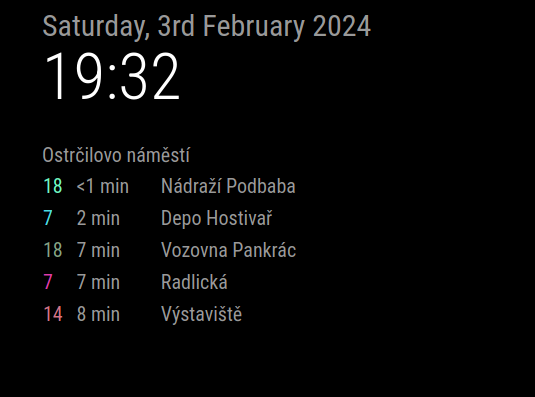 Saturday, 3rd February 2024
19:32
Ostrčilovo náměstí
18 <1 min Nádraží Podbaba
7 2 min Depo Hostivař
18 7 min Vozovna Pankrác
7 7 min Radlická
14 8 min Výstaviště